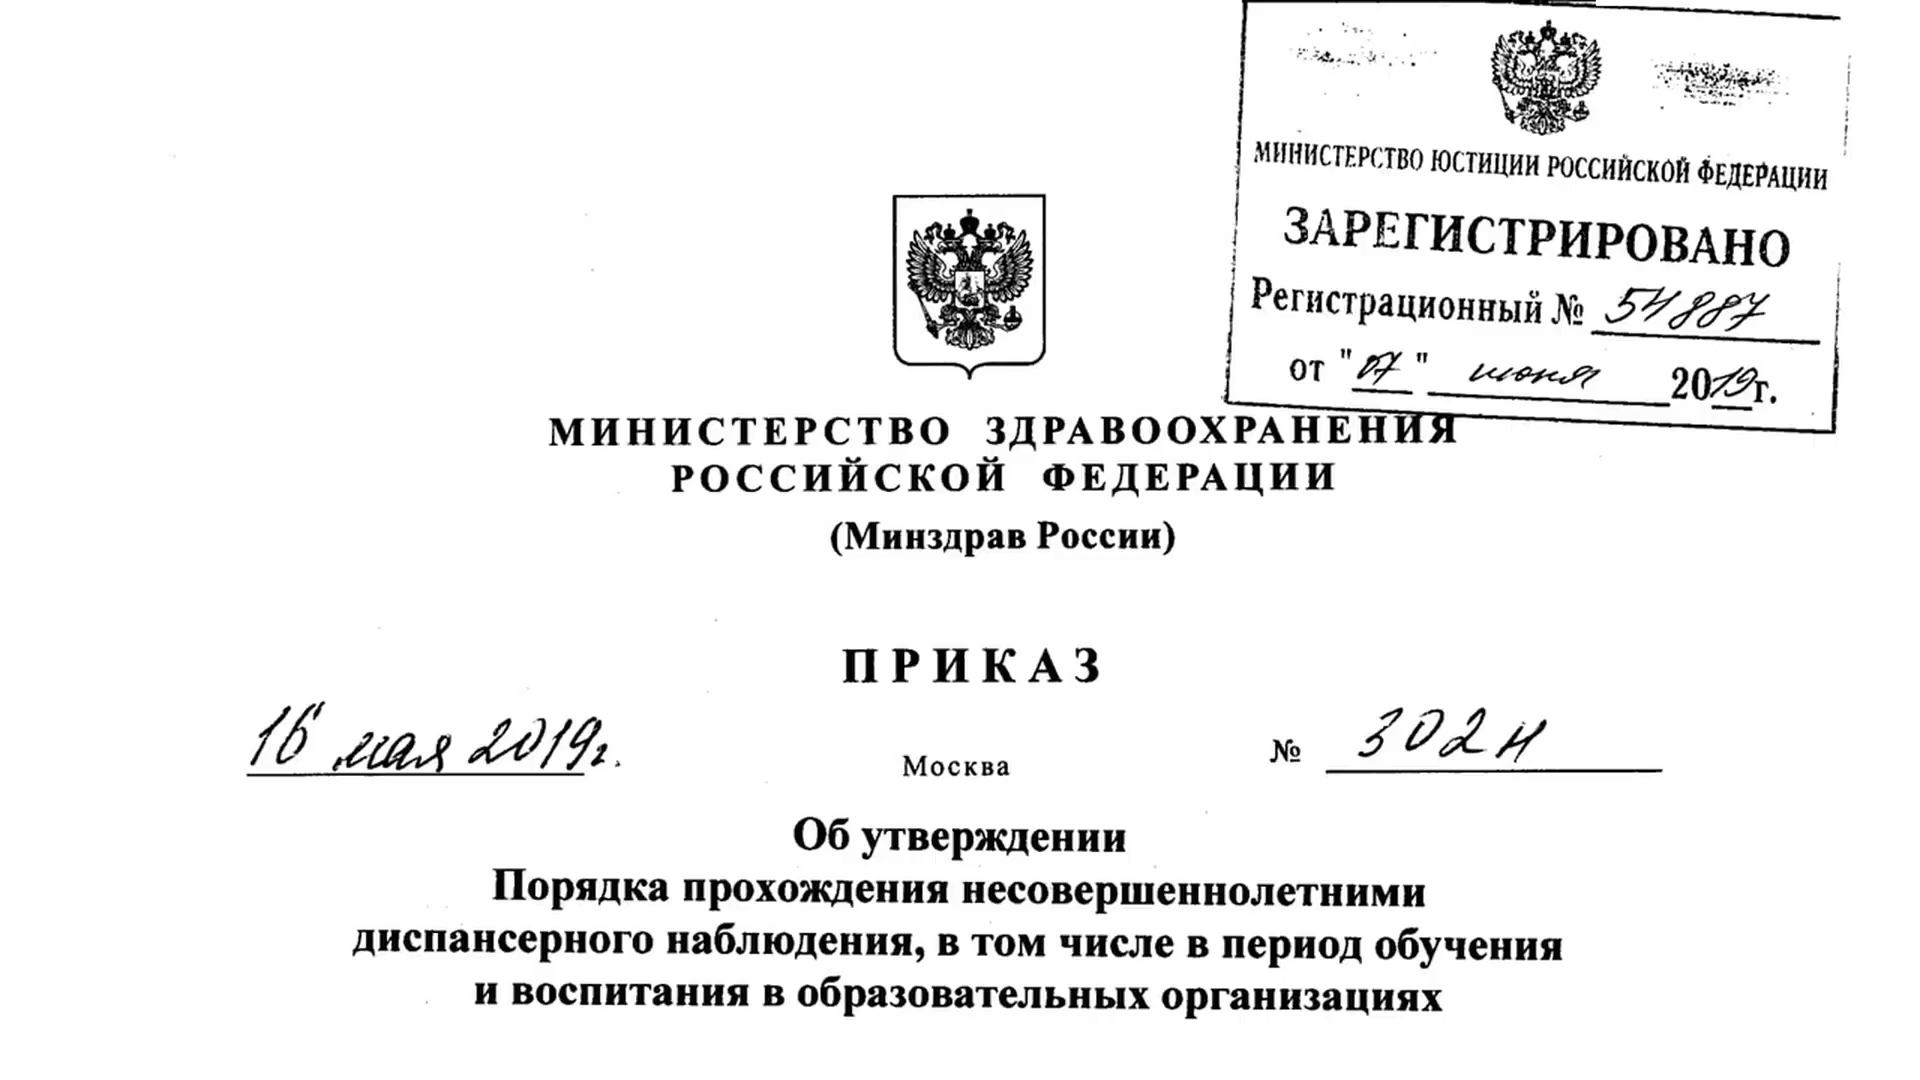 МИНИСТЕРСТВО ЮСТИЦИИ РОССИЙСКОЙ ФЕДЕРАЦИИ
ЗАРЕГИСТРИРОВАНО
Регистрационный № 54887
от "07" июня 2019г.
МИНИСТЕРСТВО ЗДРАВООХРАНЕНИЯ
РОССИЙСКОЙ ФЕДЕРАЦИИ
(Минздрав России)
ПРИКАЗ
16 мая 2019г. Москва № 302н
Об утверждении
Порядка прохождения несовершеннолетними
диспансерного наблюдения, в том числе в период обучения
и воспитания в образовательных организациях